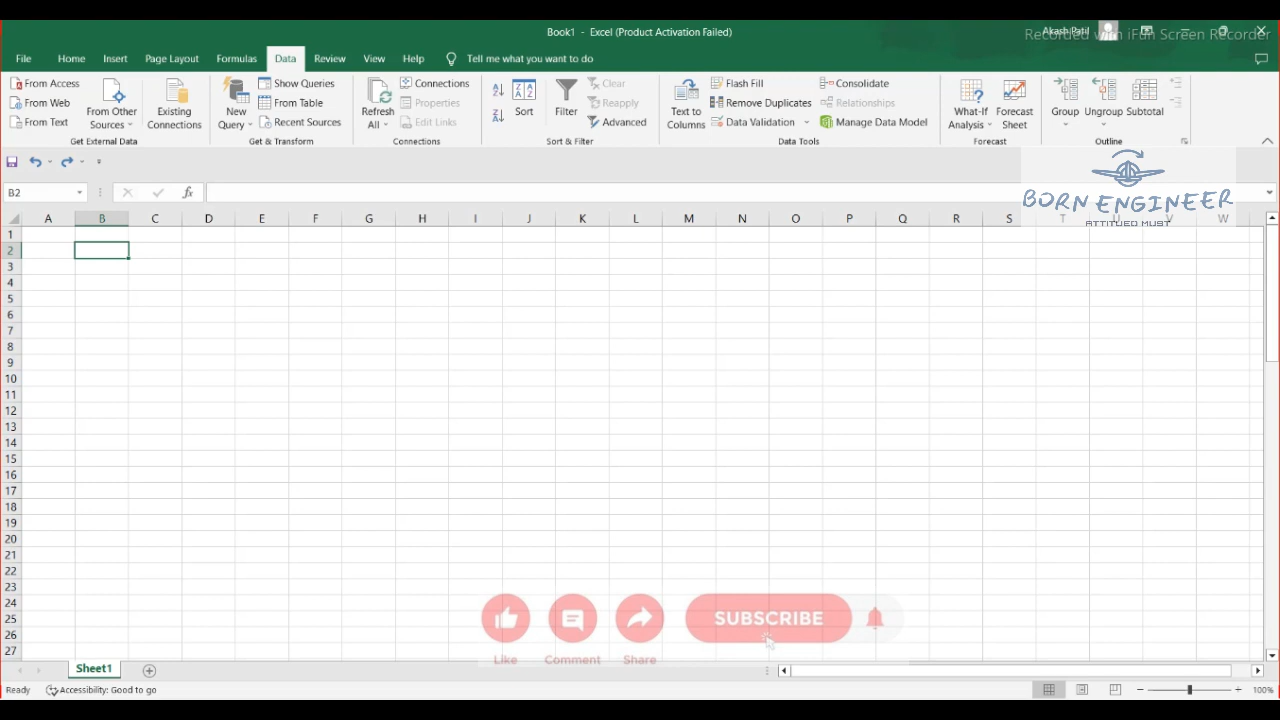 Book1 - Excel (Product Activation Failed)
Akash Patil
Recorded with iFun Screen Recorder
File Home Insert Page Layout Formulas Data Review View Help Tell me what you want to do
From Access
From Web
From Text
From Other Sources
Existing Connections
Get External Data
New Query
Show Queries
From Table
Recent Sources
Get & Transform
Refresh All
Connections
Properties
Edit Links
Connections
Sort
Filter
Clear
Reapply
Advanced
Sort & Filter
Text to Columns
Flash Fill
Remove Duplicates
Data Validation
Consolidate
Relationships
Manage Data Model
Data Tools
What-If Analysis
Forecast Sheet
Forecast
Group
Ungroup
Subtotal
Outline
BORN ENGINEER
ATTITUED MUST
B2
fx
A B C D E F G H I J K L M N O P Q R S T U V W
1
2
3
4
5
6
7
8
9
10
11
12
13
14
15
16
17
18
19
20
21
22
23
24
25
26
27
SUBSCRIBE
Like Comment Share
Sheet1
Ready Accessibility: Good to go 100%